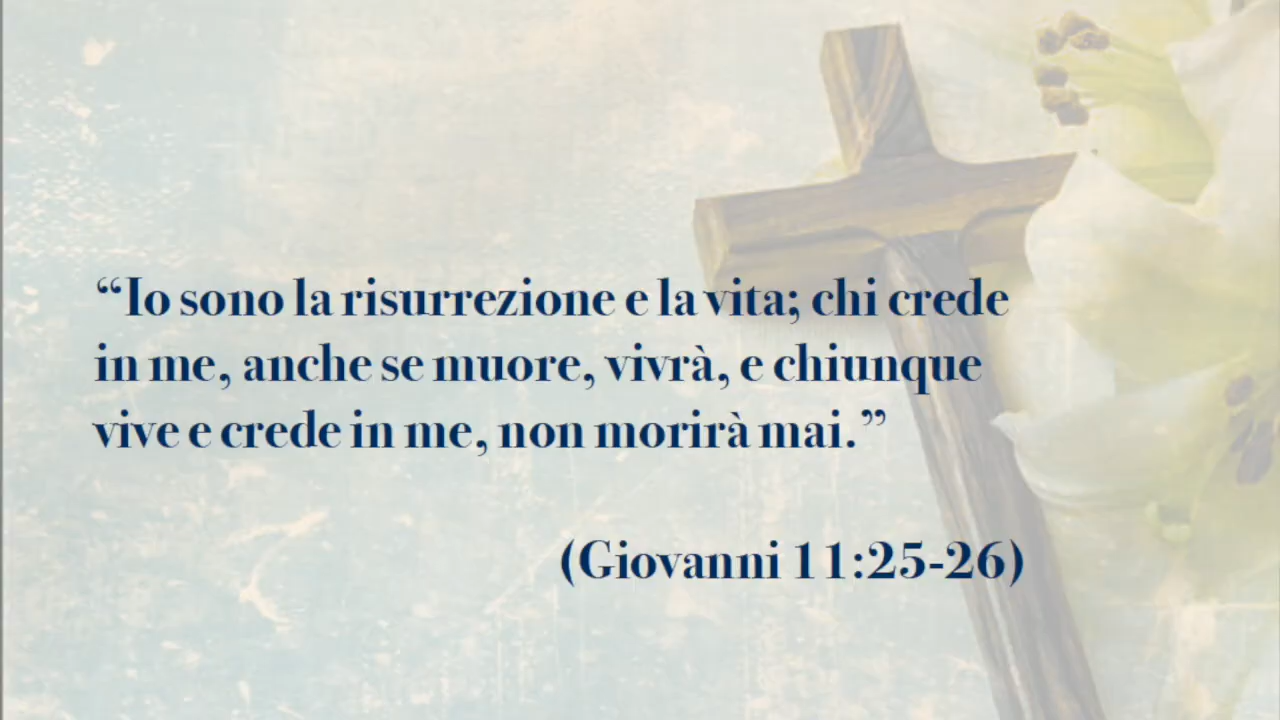 “Io sono la risurrezione e la vita; chi crede
in me, anche se muore, vivrà, e chiunque
vive e crede in me, non morirà mai.”
(Giovanni 11:25-26)